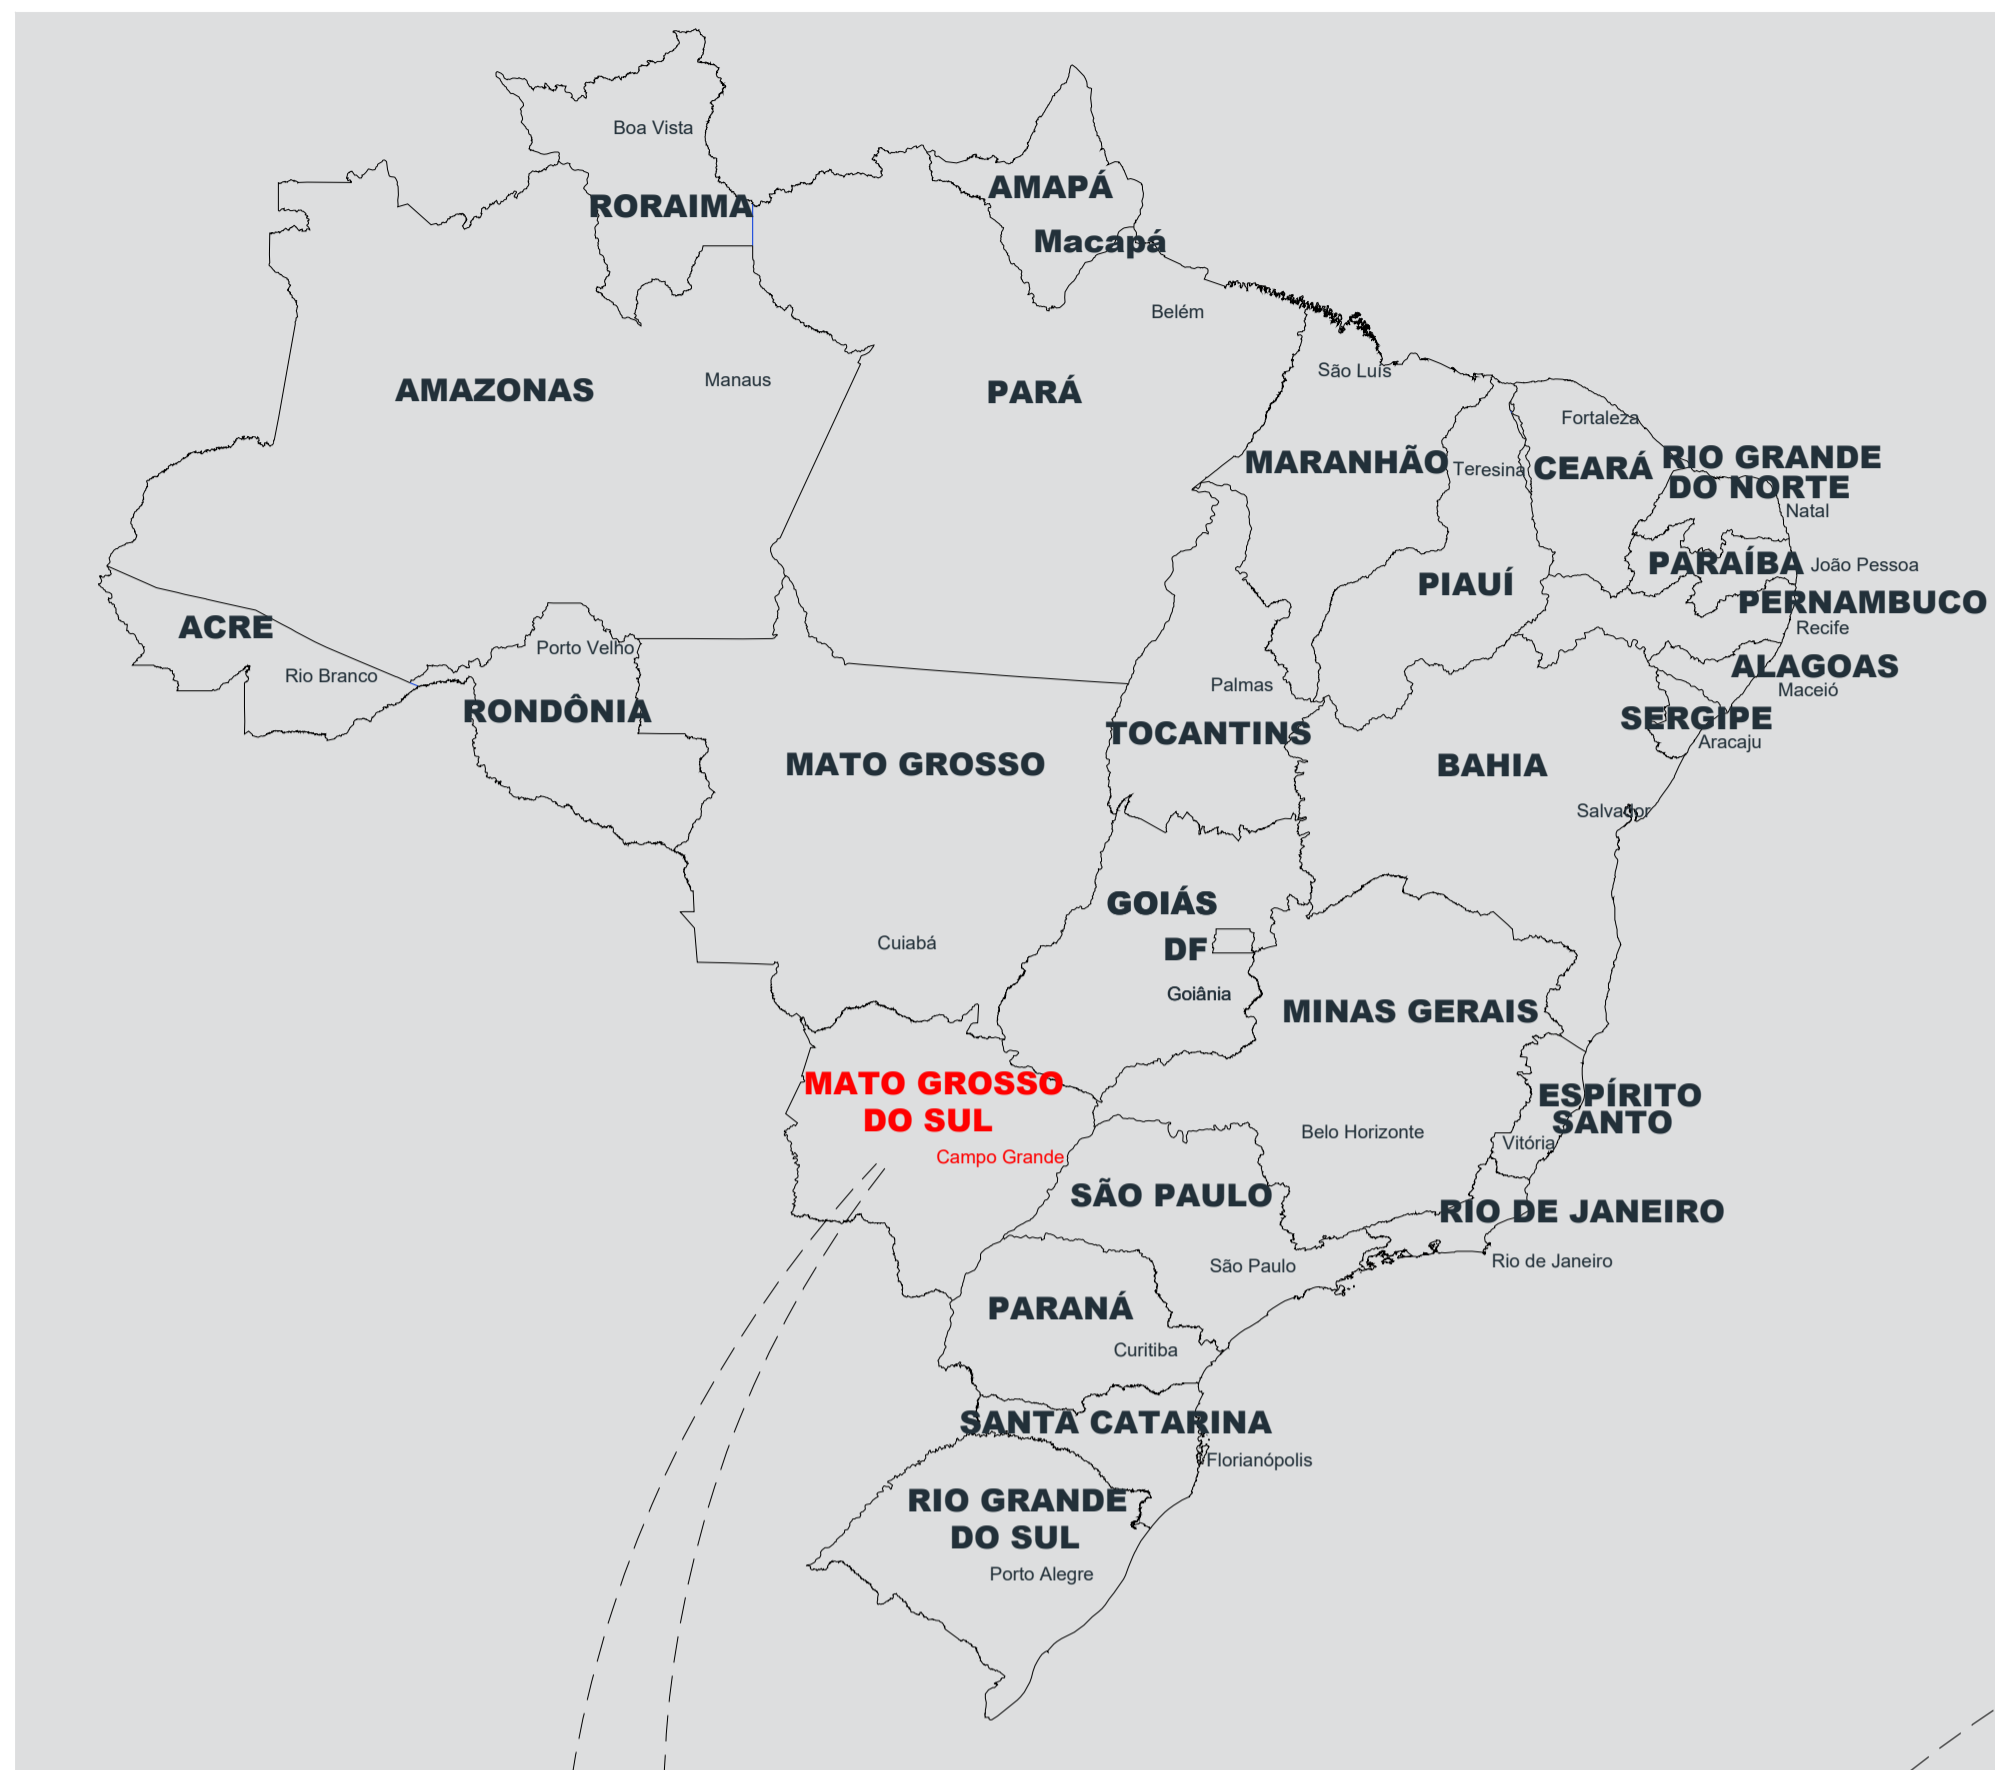 Boa Vista
AMAPÁ
RORAIMA
Macapá
Belém
São Luís
Manaus
AMAZONAS
PARÁ
Fortaleza
MARANHÃO
Teresina
CEARÁ
RIO GRANDE
DO NORTE
Natal
PARAÍBA
João Pessoa
PIAUÍ
PERNAMBUCO
Recife
ACRE
Porto Velho
Rio Branco
ALAGOAS
Maceió
Palmas
RONDÔNIA
SERGIPE
Aracaju
TOCANTINS
MATO GROSSO
BAHIA
Salvador
GOIÁS
Cuiabá
DF
Goiânia
MINAS GERAIS
MATO GROSSO
DO SUL
Campo Grande
ESPÍRITO
SANTO
Belo Horizonte
Vitória
SÃO PAULO
RIO DE JANEIRO
São Paulo
Rio de Janeiro
PARANÁ
Curitiba
SANTA CATARINA
Florianópolis
RIO GRANDE
DO SUL
Porto Alegre